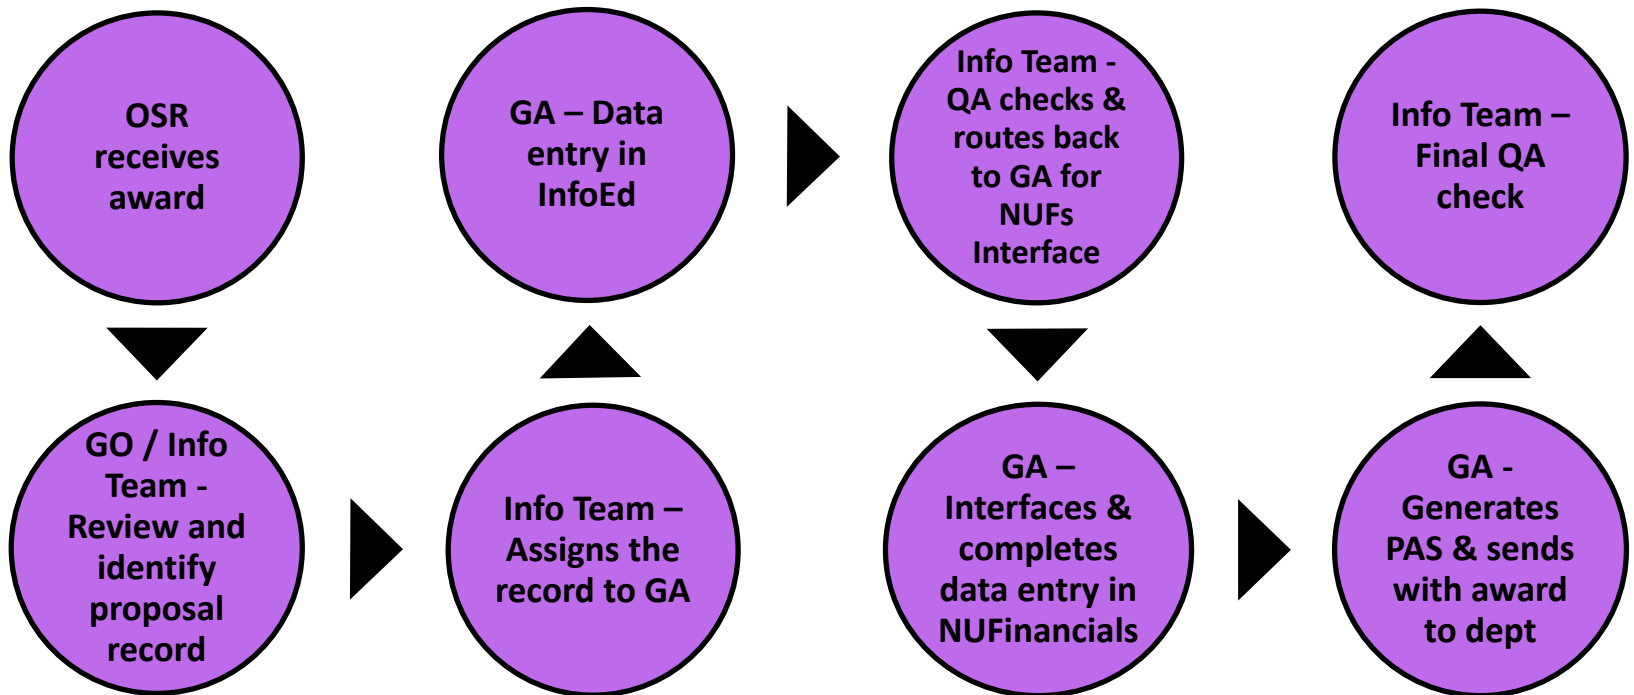 OSR
receives
award
GO / Info
Team -
Review and
identify
proposal
record
Info Team –
Assigns the
record to GA
GA – Data
entry in
InfoEd
Info Team -
QA checks &
routes back
to GA for
NUFs
Interface
GA –
Interfaces &
completes
data entry in
NUFinancials
GA -
Generates
PAS & sends
with award
to dept
Info Team –
Final QA
check